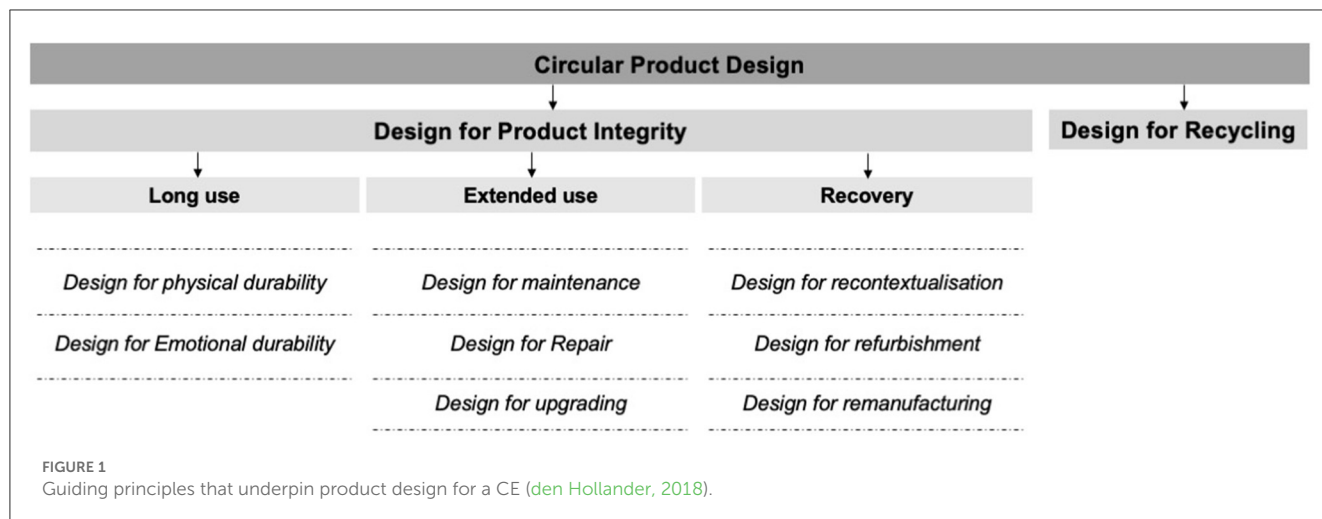 Circular Product Design
Design for Product Integrity
Design for Recycling
Long use
Extended use
Recovery
Design for physical durability
Design for maintenance
Design for recontextualisation
Design for Emotional durability
Design for Repair
Design for refurbishment
Design for upgrading
Design for remanufacturing
FIGURE 1
Guiding principles that underpin product design for a CE (den Hollander, 2018).